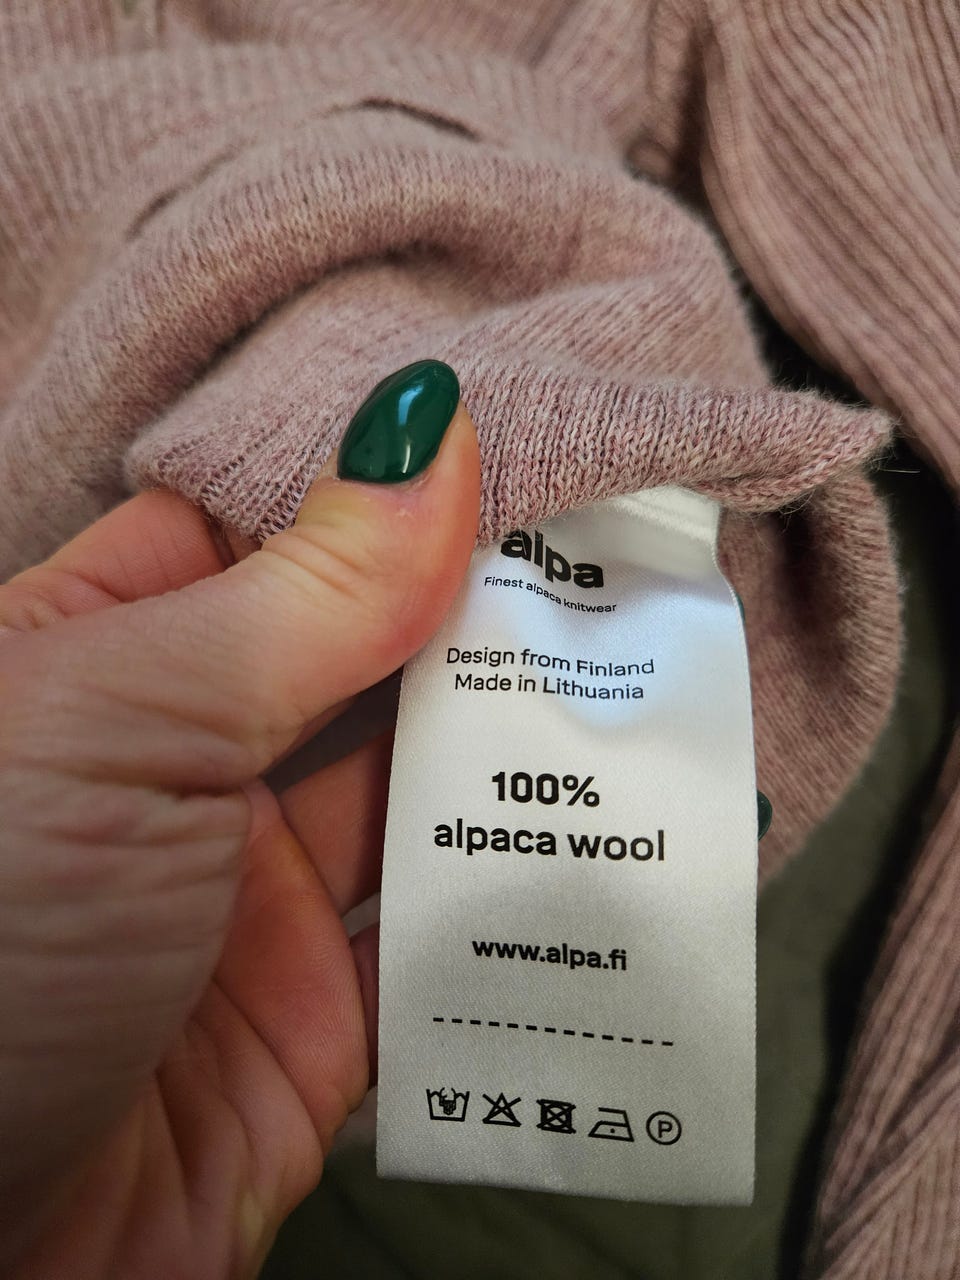 alpa
Finest alpaca knitwear
Design from Finland
Made in Lithuania
100%
alpaca wool
www.alpa.fi
P